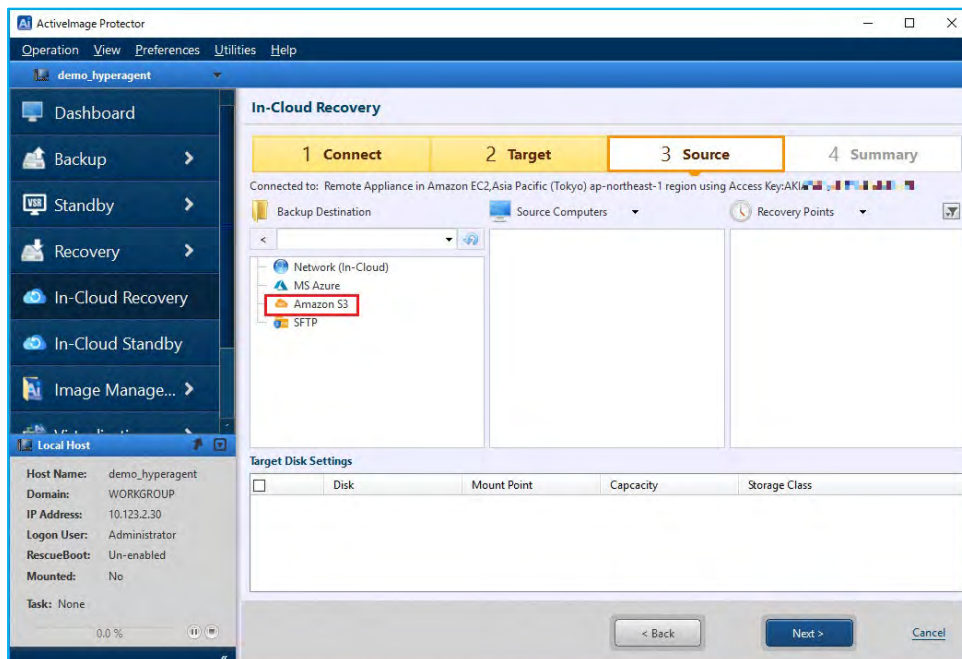 ActiveImage Protector
Operation View Preferences Utilities Help
demo_hyperagent
Dashboard
Backup
Standby
Recovery
In-Cloud Recovery
In-Cloud Standby
Image Manage...
Local Host
Host Name: demo_hyperagent
Domain: WORKGROUP
IP Address: 10.123.2.30
Logon User: Administrator
RescueBoot: Un-enabled
Mounted: No
Task: None
0.0 %
In-Cloud Recovery
1 Connect 2 Target 3 Source 4 Summary
Connected to: Remote Appliance in Amazon EC2,Asia Pacific (Tokyo) ap-northeast-1 region using Access Key:AKI
Backup Destination Source Computers Recovery Points
<
Network (In-Cloud)
MS Azure
Amazon S3
SFTP
Target Disk Settings
Disk Mount Point Capcacity Storage Class
< Back Next > Cancel